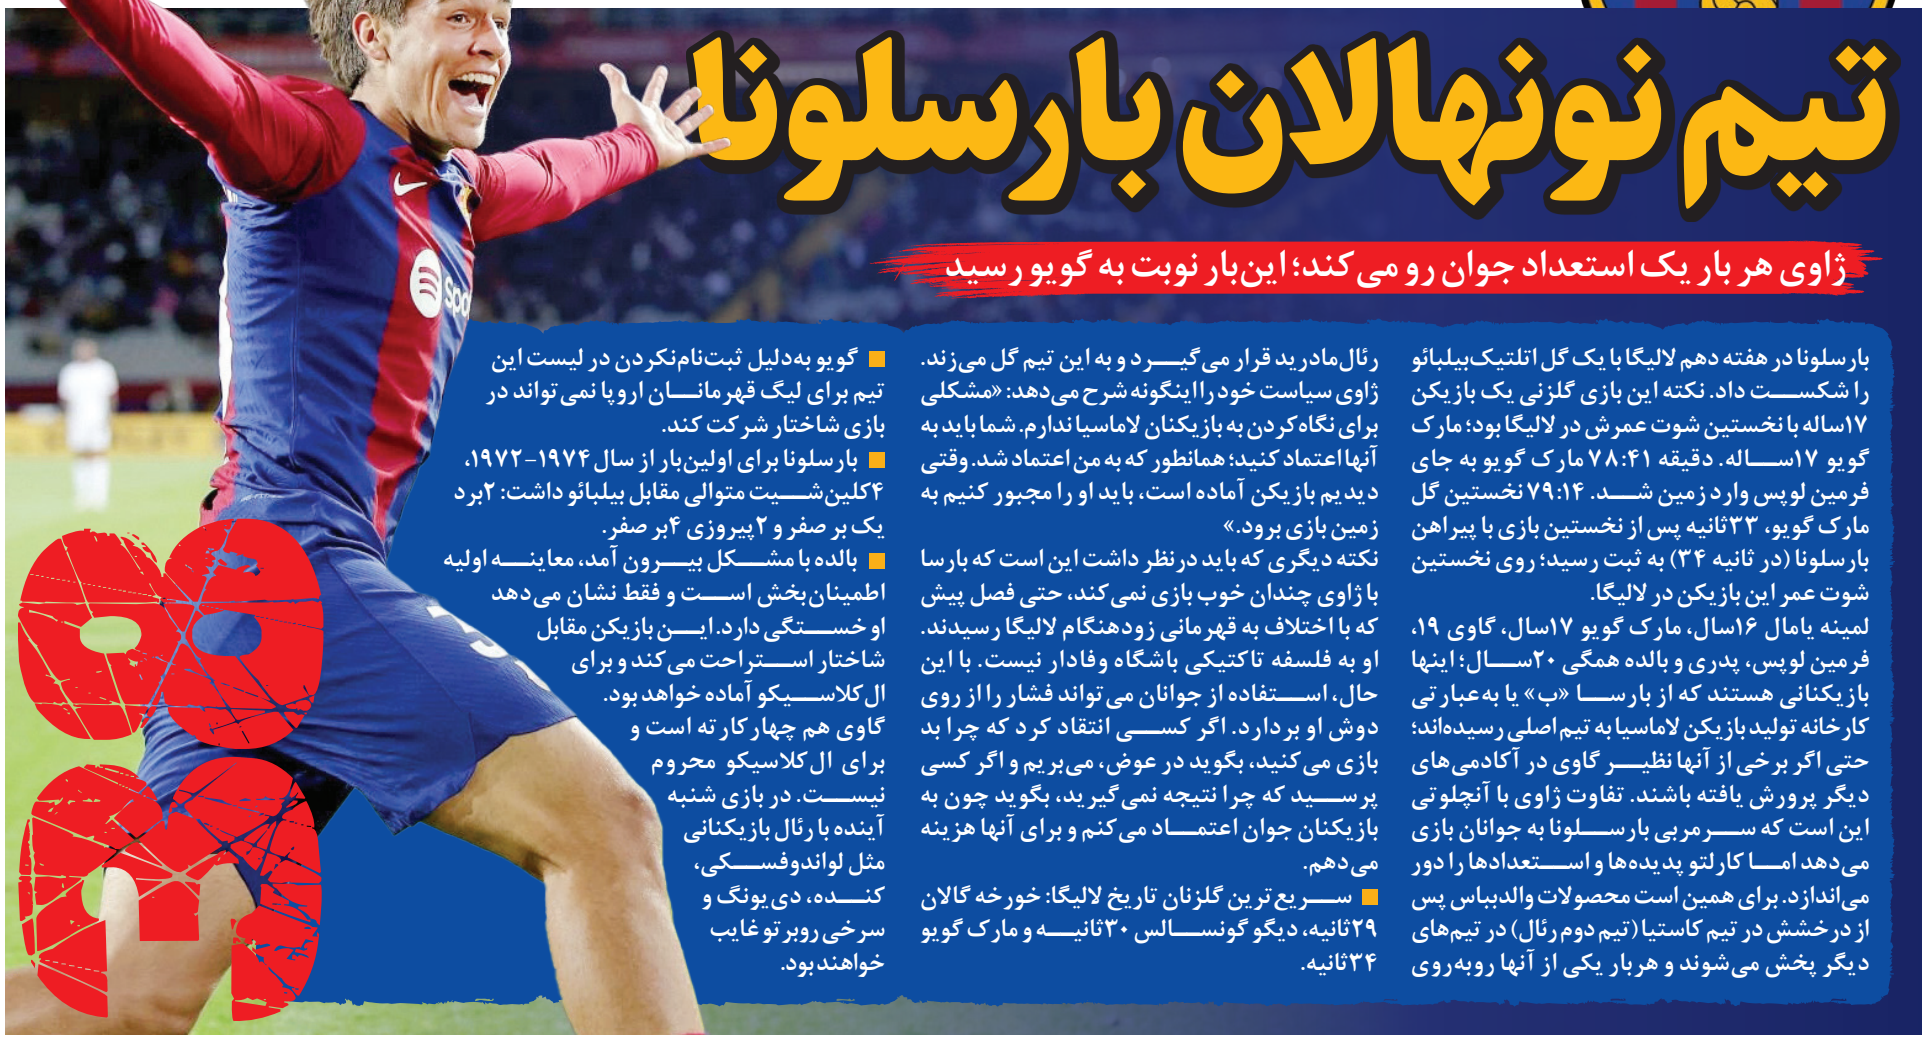 تیم نونهالان بارسلونا
ژاوی هر بار یک استعداد جوان رو می‌کند؛ این‌بار نوبت به گویو رسید
بارسلونا در هفته دهم لالیگا با یک گل اتلتیک‌بیلبائو
را شکست داد. نکته این بازی گلزنی یک بازیکن
۱۷ساله با نخستین شوت عمرش در لالیگا بود؛ مارک
گویو ۱۷ساله. دقیقه ۷۸:۴۱ مارک گویو به جای
فرمین لوپس وارد زمین شد. ۷۹:۱۴ نخستین گل
مارک گویو، ۳۳ثانیه پس از نخستین بازی با پیراهن
بارسلونا (در ثانیه ۳۴) به ثبت رسید؛ روی نخستین
شوت عمر این بازیکن در لالیگا.
لمینه یامال ۱۶سال، مارک گویو ۱۷سال، گاوی ۱۹،
فرمین لوپس، پدری و بالده همگی ۲۰سال؛ اینها
بازیکنانی هستند که از بارسا «ب» یا به‌عبارتی
کارخانه تولید بازیکن لاماسیا به تیم اصلی رسیده‌اند؛
حتی اگر برخی از آنها نظیر گاوی در آکادمی‌های
دیگر پرورش یافته باشند. تفاوت ژاوی با آنچلوتی
این است که سرمربی بارسلونا به جوانان بازی
می‌دهد اما کارلتو پدیده‌ها و استعدادها را دور
می‌اندازد. برای همین است محصولات والدبباس پس
از درخشش در تیم کاستیا (تیم دوم رئال) در تیم‌های
دیگر پخش می‌شوند و هربار یکی از آنها روبه‌روی
رئال‌مادرید قرار می‌گیرد و به این تیم گل می‌زند.
ژاوی سیاست خود را اینگونه شرح می‌دهد: «مشکلی
برای نگاه کردن به بازیکنان لاماسیا ندارم. شما باید به
آنها اعتماد کنید؛ همانطور که به من اعتماد شد. وقتی
دیدیم بازیکن آماده است، باید او را مجبور کنیم به
زمین بازی برود.»
نکته دیگری که باید درنظر داشت این است که بارسا
با ژاوی چندان خوب بازی نمی‌کند، حتی فصل پیش
که با اختلاف به قهرمانی زودهنگام لالیگا رسیدند.
او به فلسفه تاکتیکی باشگاه وفادار نیست. با این
حال، استفاده از جوانان می‌تواند فشار را از روی
دوش او بردارد. اگر کسی انتقاد کرد که چرا بد
بازی می‌کنید، بگوید در عوض، می‌بریم و اگر کسی
پرسید که چرا نتیجه نمی‌گیرید، بگوید چون به
بازیکنان جوان اعتماد می‌کنم و برای آنها هزینه
می‌دهم.
سریع‌ترین گلزنان تاریخ لالیگا: خورخه گالان
۲۹ثانیه، دیگو گونسالس ۳۰ثانیه و مارک گویو
۳۴ثانیه.
گویو به‌دلیل ثبت‌نام‌نکردن در لیست این
تیم برای لیگ قهرمانان اروپا نمی‌تواند در
بازی شاختار شرکت کند.
بارسلونا برای اولین‌بار از سال ۱۹۷۴-۱۹۷۲،
۴کلین‌شیت متوالی مقابل بیلبائو داشت: ۲برد
یک بر صفر و ۲پیروزی ۴بر صفر.
بالده با مشکل بیرون آمد، معاینه اولیه
اطمینان‌بخش است و فقط نشان می‌دهد
او خستگی دارد. این بازیکن مقابل
شاختار استراحت می‌کند و برای
ال‌کلاسیکو آماده خواهد بود.
گاوی هم چهارکارته است و
برای ال‌کلاسیکو محروم
نیست. در بازی شنبه
آینده با رئال بازیکنانی
مثل لواندوفسکی،
کنده، دی‌یونگ و
سرخی روبرتو غایب
خواهند بود.